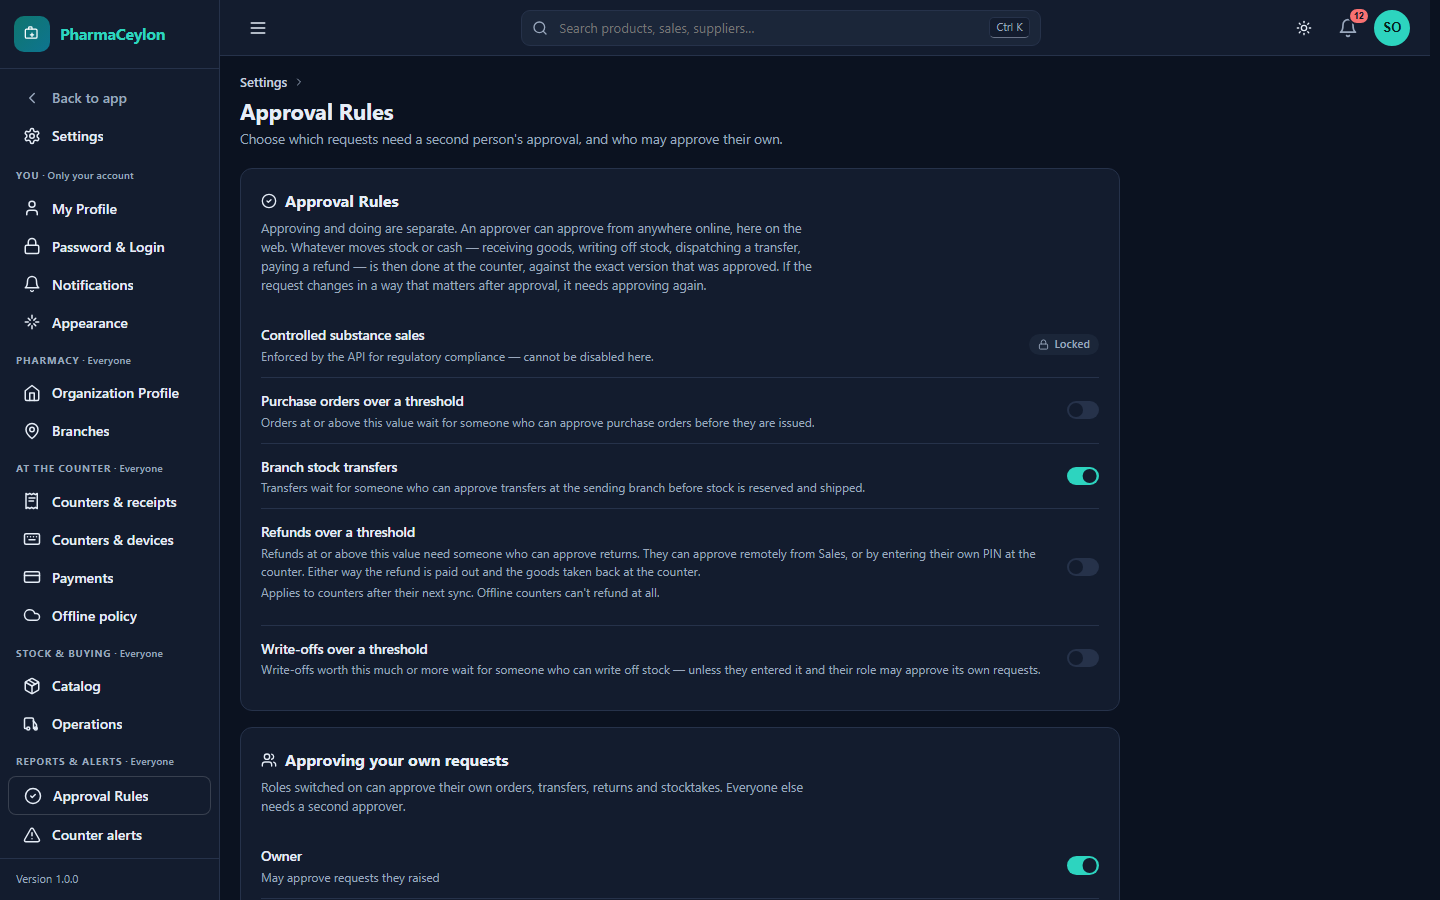 PharmaCeylon
Search products, sales, suppliers...
Ctrl K
12
SO
Back to app
Settings
YOU · Only your account
My Profile
Password & Login
Notifications
Appearance
PHARMACY · Everyone
Organization Profile
Branches
AT THE COUNTER · Everyone
Counters & receipts
Counters & devices
Payments
Offline policy
STOCK & BUYING · Everyone
Catalog
Operations
REPORTS & ALERTS · Everyone
Approval Rules
Counter alerts
Version 1.0.0
Settings
Approval Rules
Choose which requests need a second person's approval, and who may approve their own.
Approval Rules
Approving and doing are separate. An approver can approve from anywhere online, here on the
web. Whatever moves stock or cash — receiving goods, writing off stock, dispatching a transfer,
paying a refund — is then done at the counter, against the exact version that was approved. If the
request changes in a way that matters after approval, it needs approving again.
Controlled substance sales
Enforced by the API for regulatory compliance — cannot be disabled here.
Locked
Purchase orders over a threshold
Orders at or above this value wait for someone who can approve purchase orders before they are issued.
Branch stock transfers
Transfers wait for someone who can approve transfers at the sending branch before stock is reserved and shipped.
Refunds over a threshold
Refunds at or above this value need someone who can approve returns. They can approve remotely from Sales, or by entering their own PIN at the
counter. Either way the refund is paid out and the goods taken back at the counter.
Applies to counters after their next sync. Offline counters can't refund at all.
Write-offs over a threshold
Write-offs worth this much or more wait for someone who can write off stock — unless they entered it and their role may approve its own requests.
Approving your own requests
Roles switched on can approve their own orders, transfers, returns and stocktakes. Everyone else
needs a second approver.
Owner
May approve requests they raised